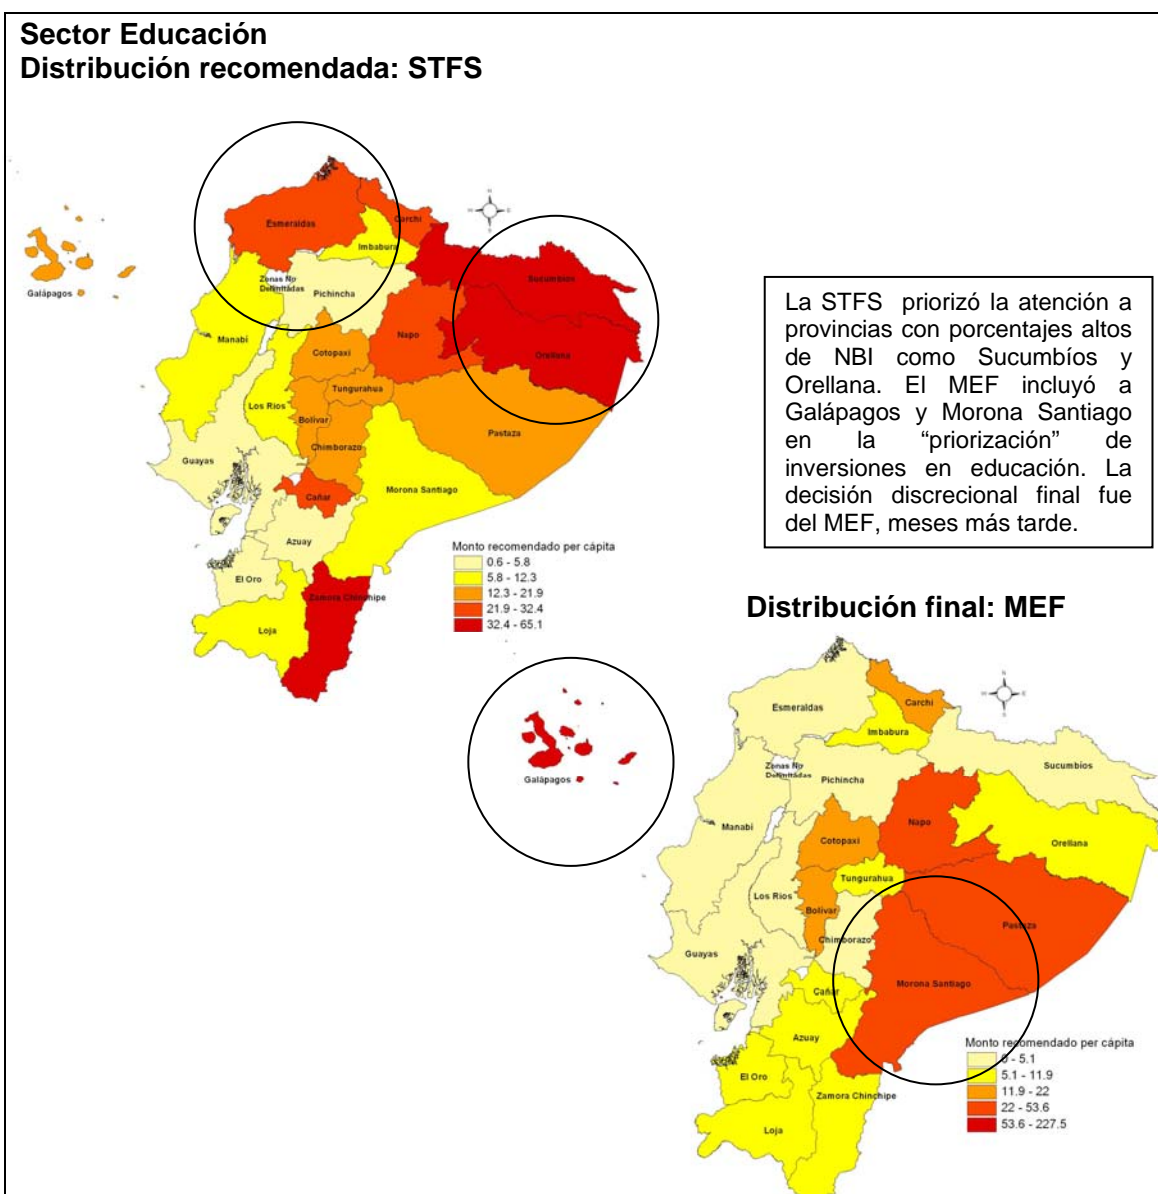 Sector Educación
Distribución recomendada: STFS
Esmeraldas
Carchi
Imbabura
Galápagos
Zonas No
Delimitadas
Pichincha
Sucumbíos
Manabí
Napo
Orellana
Cotopaxi
Tungurahua
Los Ríos
Bolívar
Chimborazo
Pastaza
Guayas
Cañar
Morona Santiago
Azuay
El Oro
Zamora Chinchipe
Loja
Monto recomendado per cápita
0.6 - 5.8
5.8 - 12.3
12.3 - 21.9
21.9 - 32.4
32.4 - 65.1
La STFS priorizó la atención a
provincias con porcentajes altos
de NBI como Sucumbíos y
Orellana. El MEF incluyó a
Galápagos y Morona Santiago
en la “priorización” de
inversiones en educación. La
decisión discrecional final fue
del MEF, meses más tarde.
Distribución final: MEF
Esmeraldas
Carchi
Imbabura
Galápagos
Zonas No
Delimitadas
Pichincha
Sucumbíos
Manabí
Napo
Orellana
Cotopaxi
Tungurahua
Los Ríos
Bolívar
Chimborazo
Pastaza
Guayas
Cañar
Morona Santiago
Azuay
El Oro
Zamora Chinchipe
Loja
Monto recomendado per cápita
0 - 5.1
5.1 - 11.9
11.9 - 22
22 - 53.6
53.6 - 227.5